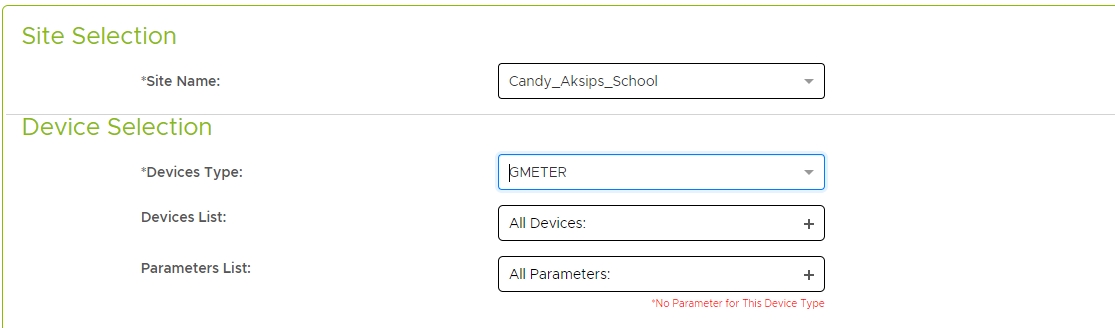 Site Selection
*Site Name:
Candy_Aksips_School
Device Selection
*Devices Type:
GMETER
Devices List:
All Devices:
Parameters List:
All Parameters:
*No Parameter for This Device Type